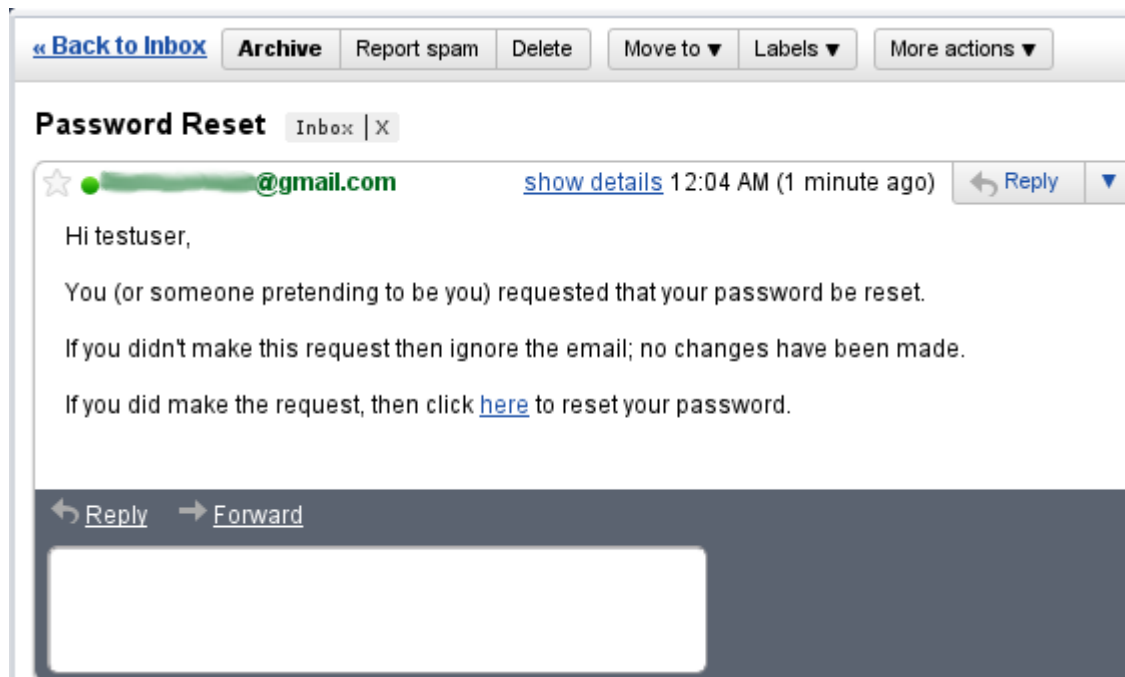 « Back to Inbox Archive Report spam Delete Move to ▼ Labels ▼ More actions ▼
Password Reset Inbox | X
@gmail.com show details 12:04 AM (1 minute ago) Reply ▼
Hi testuser,
You (or someone pretending to be you) requested that your password be reset.
If you didn't make this request then ignore the email; no changes have been made.
If you did make the request, then click here to reset your password.
Reply Forward